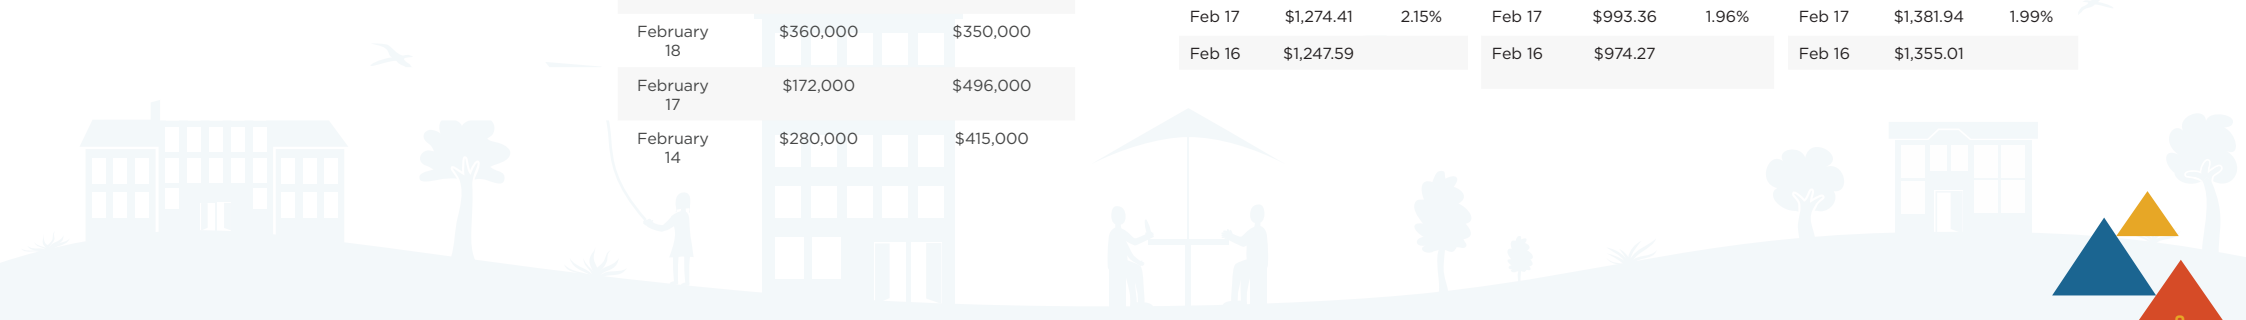 February $360,000 $350,000
18
February $172,000 $496,000
17
February $280,000 $415,000
14
Feb 17 $1,274.41 2.15%
Feb 16 $1,247.59
Feb 17 $993.36 1.96%
Feb 16 $974.27
Feb 17 $1,381.94 1.99%
Feb 16 $1,355.01